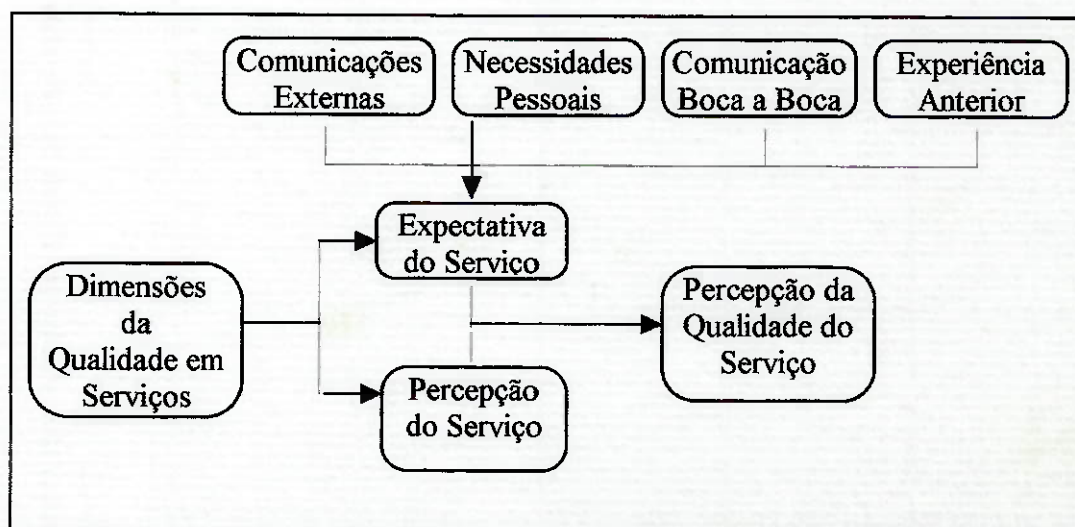 Comunicações
Externas
Necessidades
Pessoais
Comunicação
Boca a Boca
Experiência
Anterior
Expectativa
do Serviço
Dimensões
da
Qualidade em
Serviços
Percepção da
Qualidade do
Serviço
Percepção
do Serviço